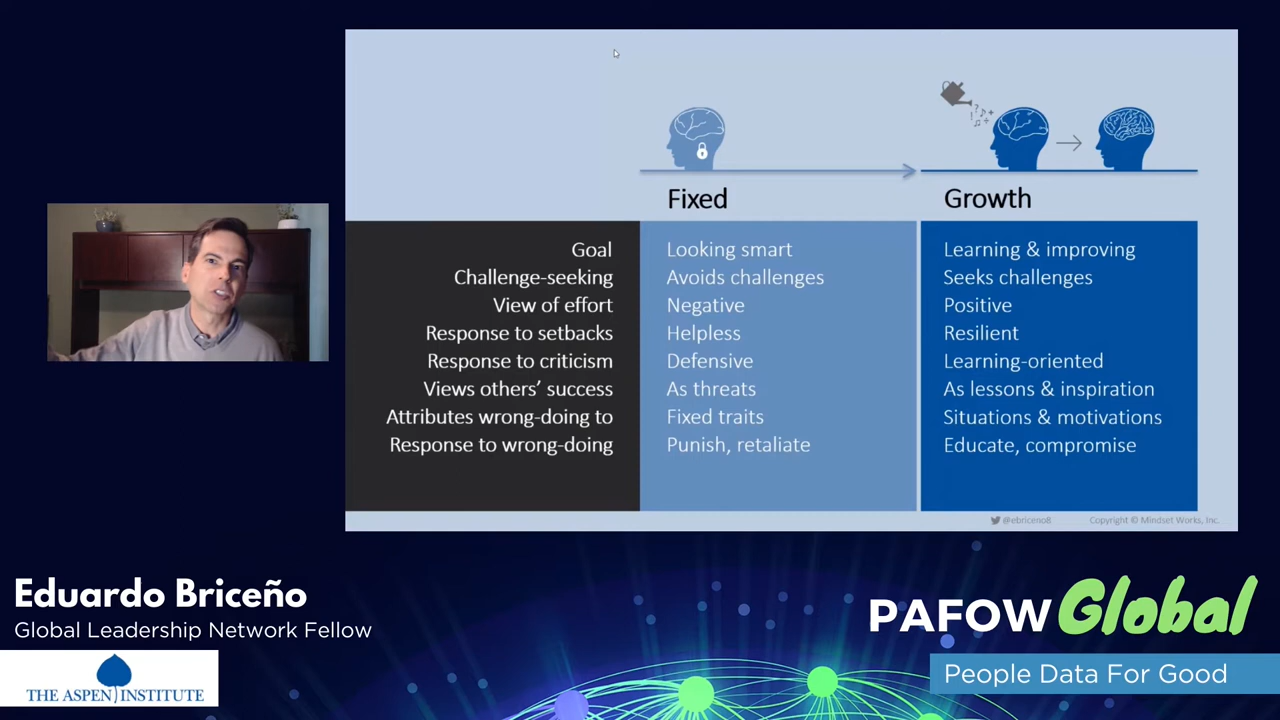 Fixed
Growth
Goal
Looking smart
Learning & improving
Challenge-seeking
Avoids challenges
Seeks challenges
View of effort
Negative
Positive
Response to setbacks
Helpless
Resilient
Response to criticism
Defensive
Learning-oriented
Views others’ success
As threats
As lessons & inspiration
Attributes wrong-doing to
Fixed traits
Situations & motivations
Response to wrong-doing
Punish, retaliate
Educate, compromise
@ebriceno8
Copyright © Mindset Works, Inc.
Eduardo Briceño
Global Leadership Network Fellow
THE ASPEN INSTITUTE
PAFOW Global
People Data For Good